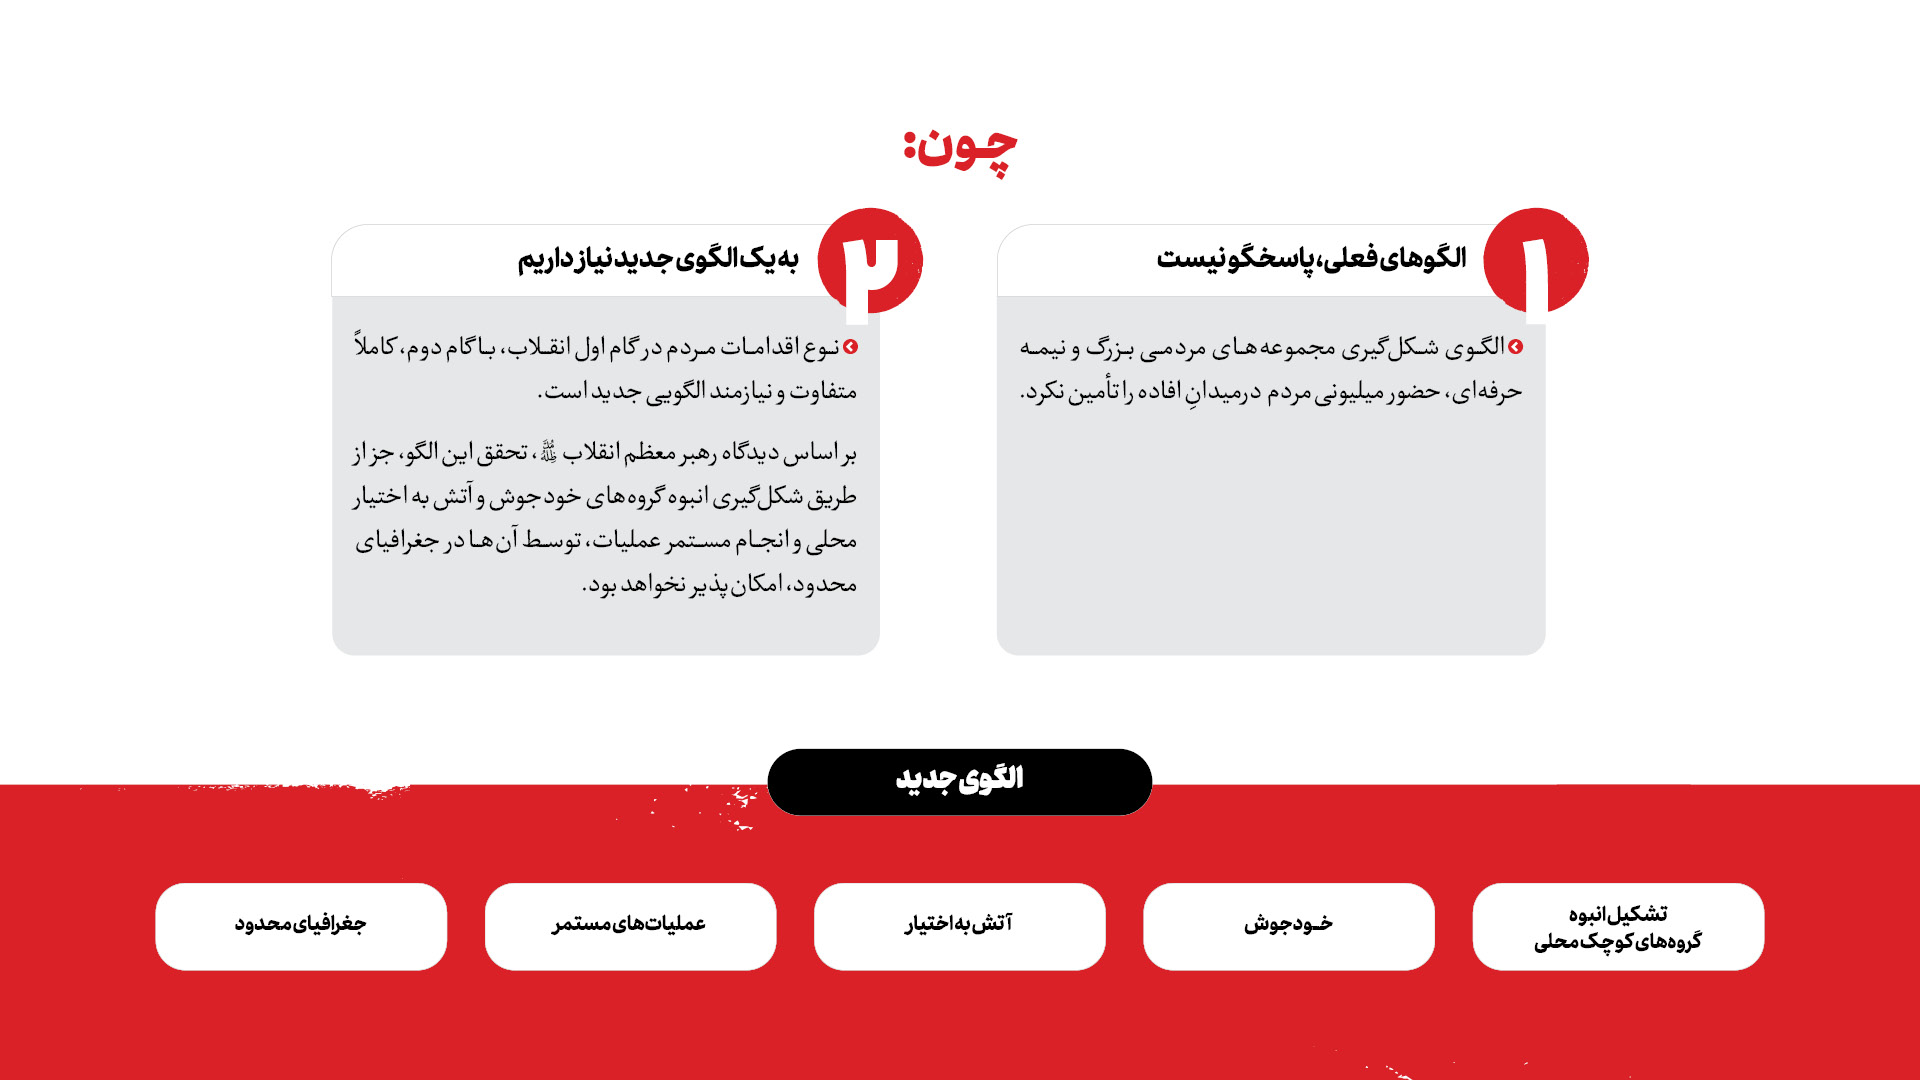 چون:
۱
الگوهای فعلی، پاسخگو نیست
الگوی شکل‌گیری مجموعه‌های مردمی بزرگ و نیمه
حرفه‌ای، حضور میلیونی مردم درمیدانِ افاده را تأمین نکرد.
۲
به یک الگوی جدید نیاز داریم
نوع اقدامات مردم در گام اول انقلاب، با گام دوم، کاملاً
متفاوت و نیازمند الگویی جدید است.
بر اساس دیدگاه رهبر معظم انقلاب، تحقق این الگو، جز از
طریق شکل‌گیری انبوه گروه‌های خودجوش و آتش به اختیار
محلی و انجام مستمر عملیات، توسط آن‌ها در جغرافیای
محدود، امکان‌پذیر نخواهد بود.
الگوی جدید
تشکیل انبوه
گروه‌های کوچک محلی
خودجوش
آتش به اختیار
عملیات‌های مستمر
جغرافیای محدود